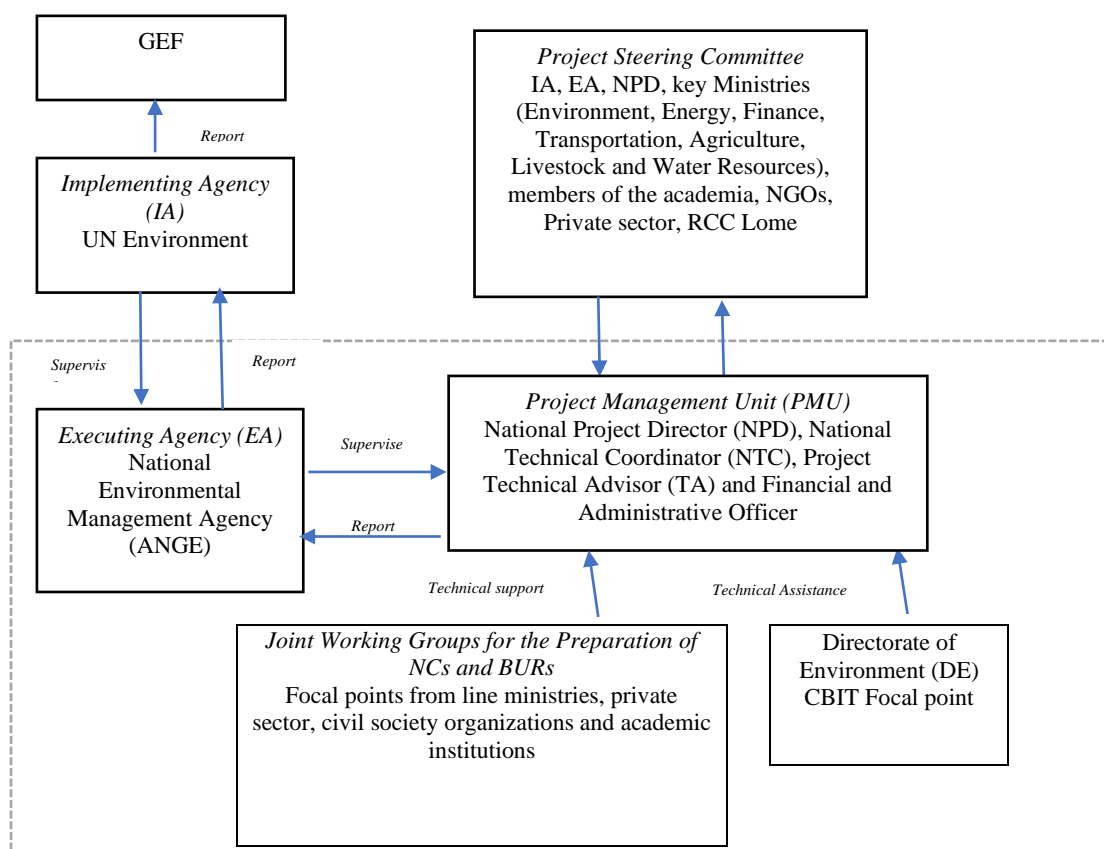 GEF
Project Steering Committee
IA, EA, NPD, key Ministries
(Environment, Energy, Finance,
Transportation, Agriculture,
Livestock and Water Resources),
members of the academia, NGOs,
Private sector, RCC Lome
Report
Implementing Agency
(IA)
UN Environment
Supervis
Report
Project Management Unit (PMU)
National Project Director (NPD), National
Technical Coordinator (NTC), Project
Technical Advisor (TA) and Financial and
Administrative Officer
Executing Agency (EA)
National
Environmental
Management Agency
(ANGE)
Supervise
Report
Technical support
Technical Assistance
Joint Working Groups for the Preparation of
NCs and BURs
Focal points from line ministries, private
sector, civil society organizations and academic
institutions
Directorate of
Environment (DE)
CBIT Focal point